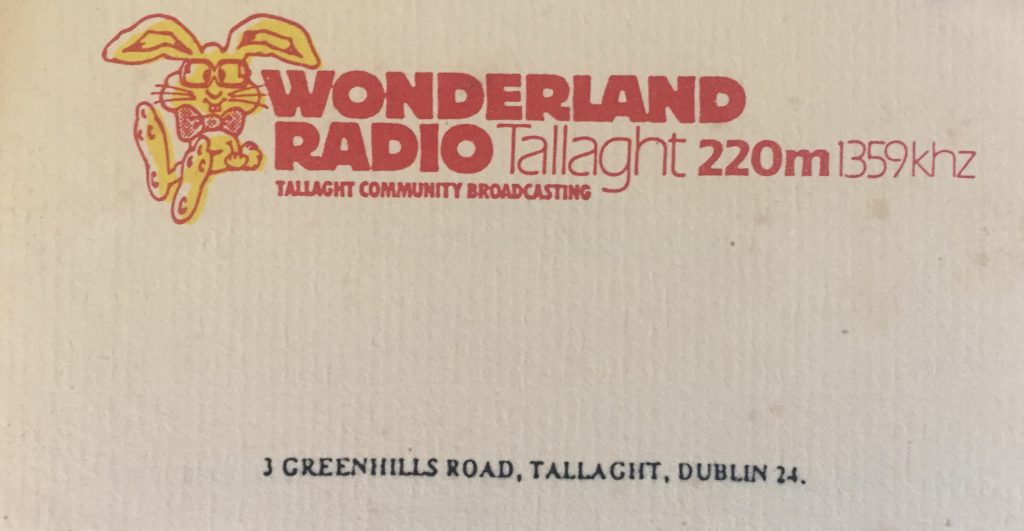 WONDERLAND
RADIO Tallaght 220m 1359khz
TALLAGHT COMMUNITY BROADCASTING
3 GREENHILLS ROAD, TALLAGHT, DUBLIN 24.